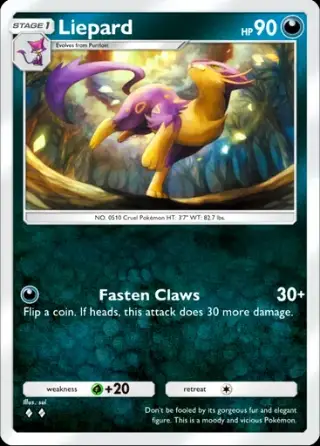 STAGE 1 Liepard HP 90
Evolves from Purrloin
NO. 0510 Cruel Pokémon HT: 3'7" WT: 82.7 lbs.
Fasten Claws 30+
Flip a coin. If heads, this attack does 30 more damage.
weakness +20 retreat
Illus. sui
Don't be fooled by its gorgeous fur and elegant
figure. This is a moody and vicious Pokémon.